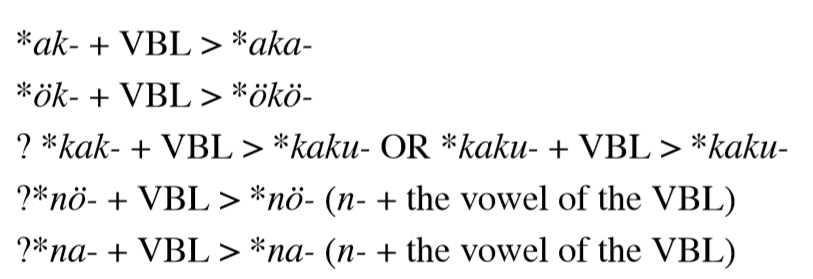 *ak- + VBL > *aka-
*ök- + VBL > *ökö-
? *kak- + VBL > *kaku- OR *kaku- + VBL > *kaku-
?*nö- + VBL > *nö- (n- + the vowel of the VBL)
?*na- + VBL > *na- (n- + the vowel of the VBL)